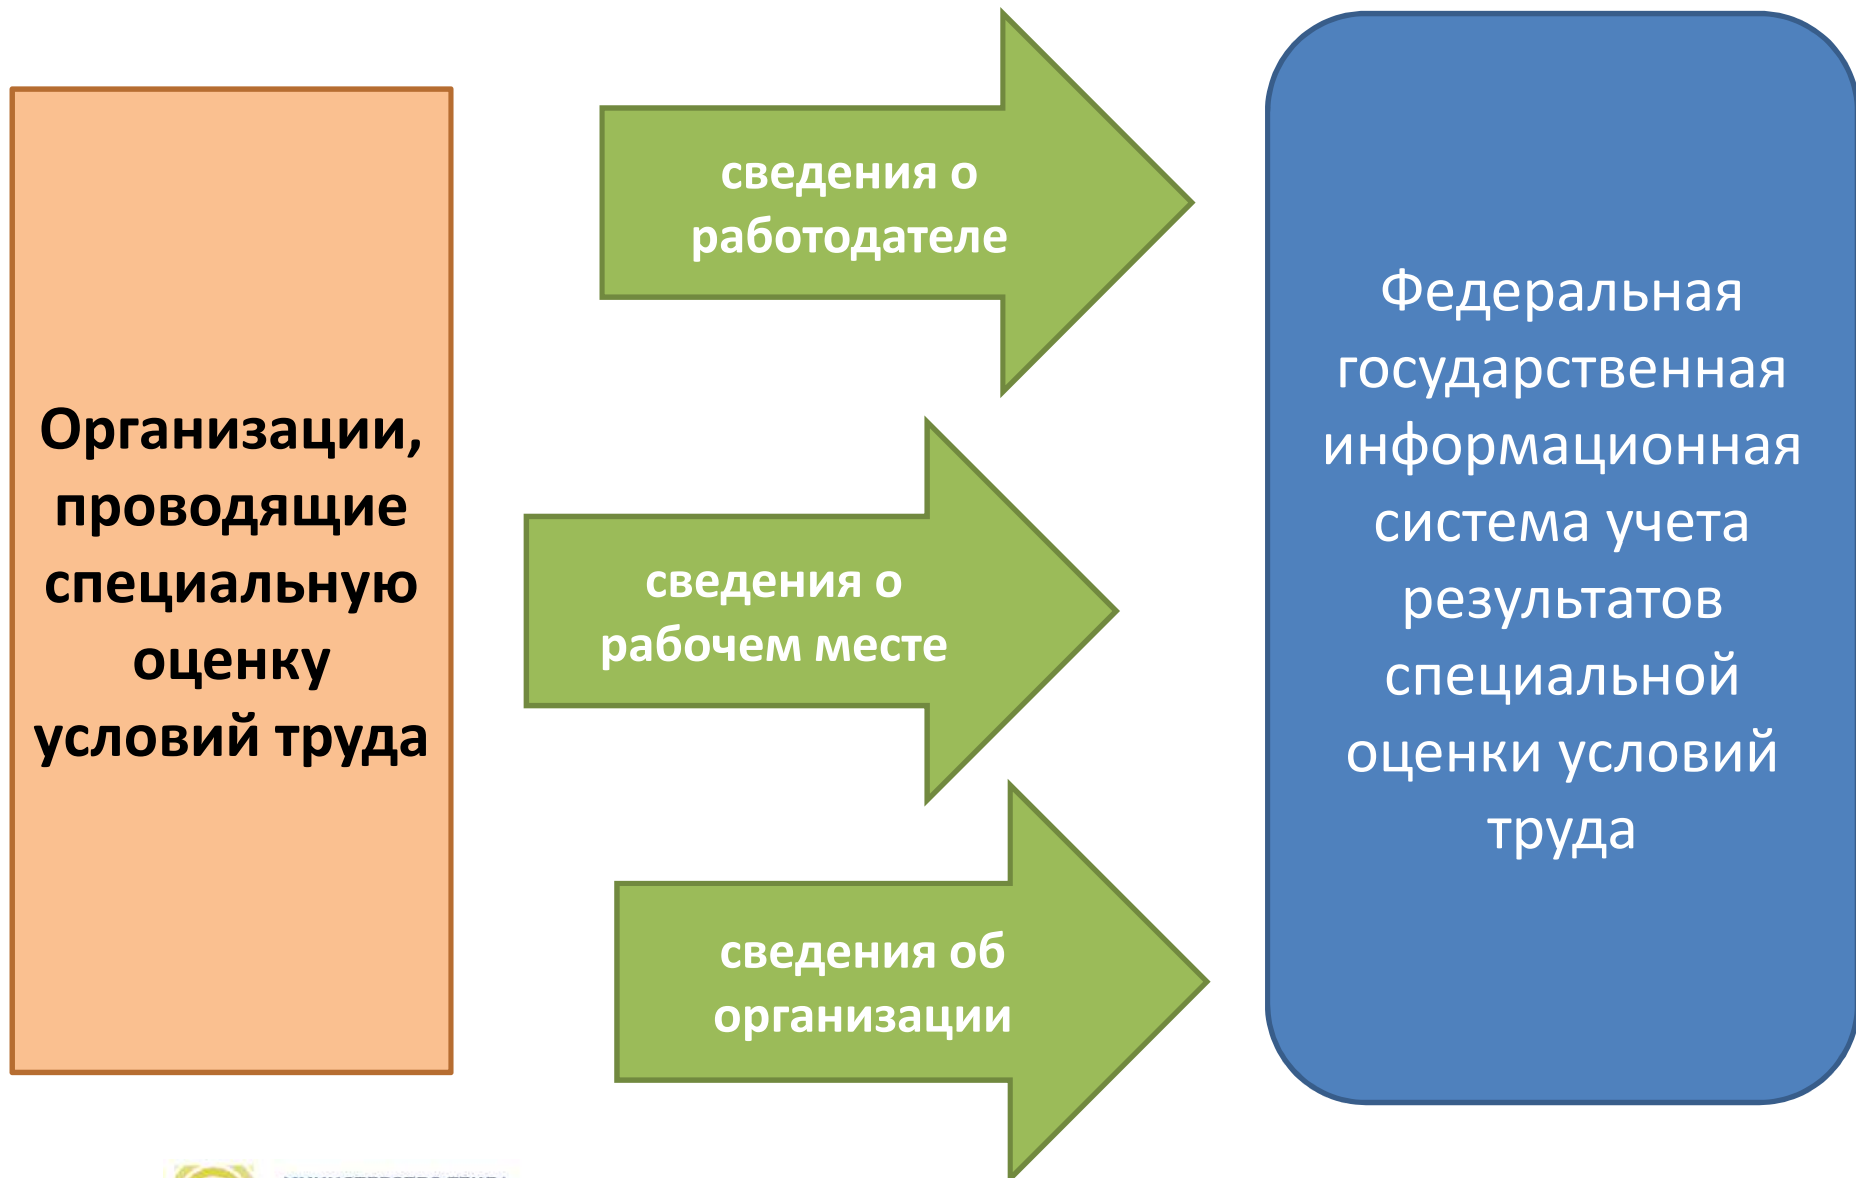 Организации,
проводящие
специальную
оценку
условий труда
сведения о
работодателе
сведения о
рабочем месте
сведения об
организации
Федеральная
государственная
информационная
система учета
результатов
специальной
оценки условий
труда